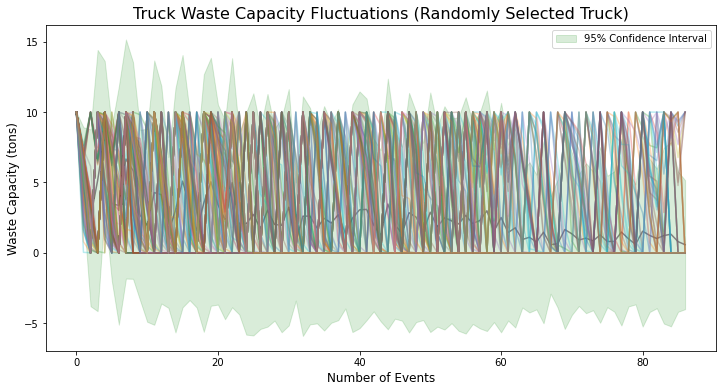 Truck Waste Capacity Fluctuations (Randomly Selected Truck)
95% Confidence Interval
Waste Capacity (tons)
15
10
5
0
−5
0
20
40
60
80
Number of Events